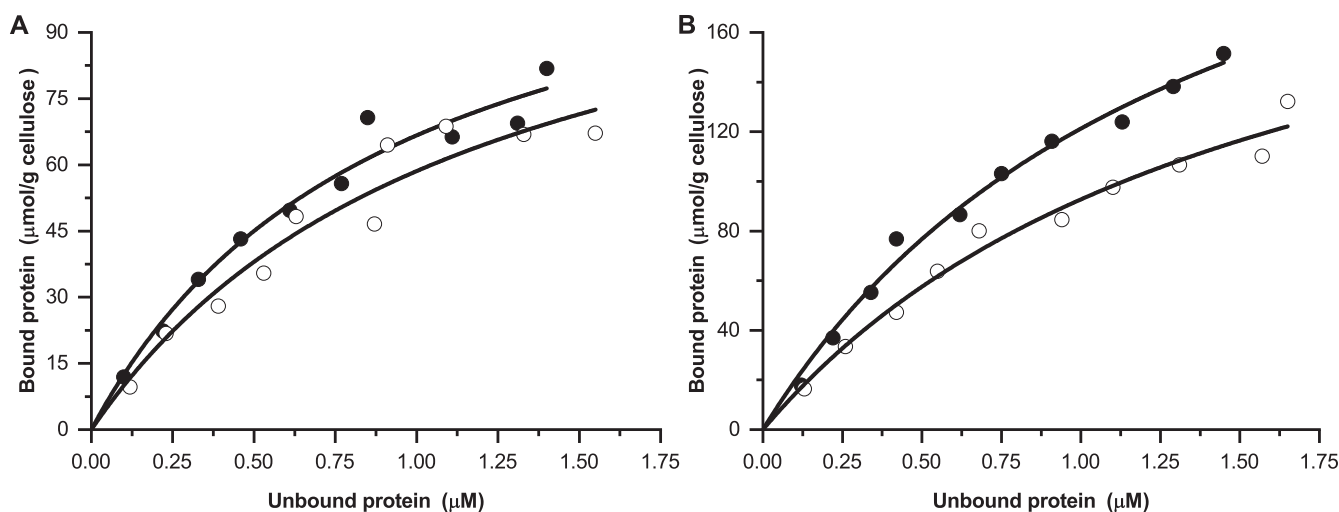 A
Bound protein (μmol/g cellulose )
90
75
60
45
30
15
0
0.00 0.25 0.50 0.75 1.00 1.25 1.50 1.75
Unbound protein (μM)
B
Bound protein (μmol/g cellulose)
160
120
80
40
0
0.00 0.25 0.50 0.75 1.00 1.25 1.50 1.75
Unbound protein (μM)